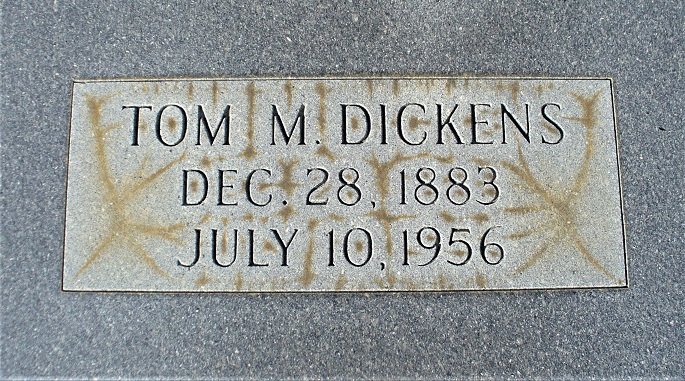 TOM M. DICKENS
DEC. 28, 1883
JULY 10, 1956